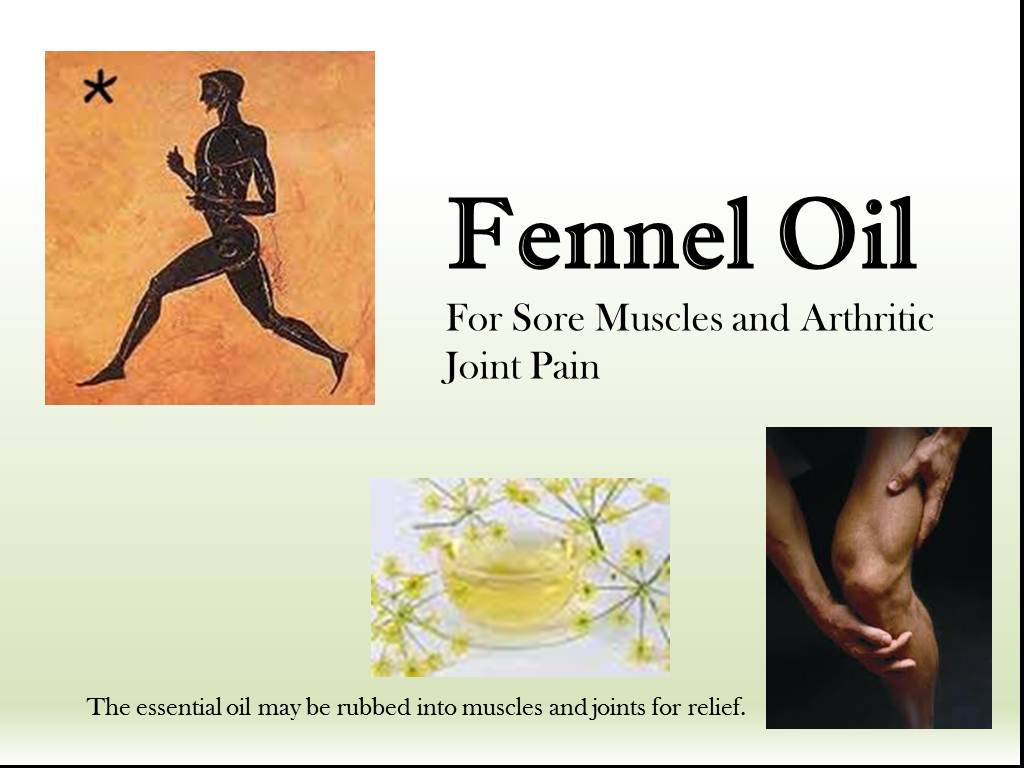 *
Fennel Oil
For Sore Muscles and Arthritic
Joint Pain
The essential oil may be rubbed into muscles and joints for relief.